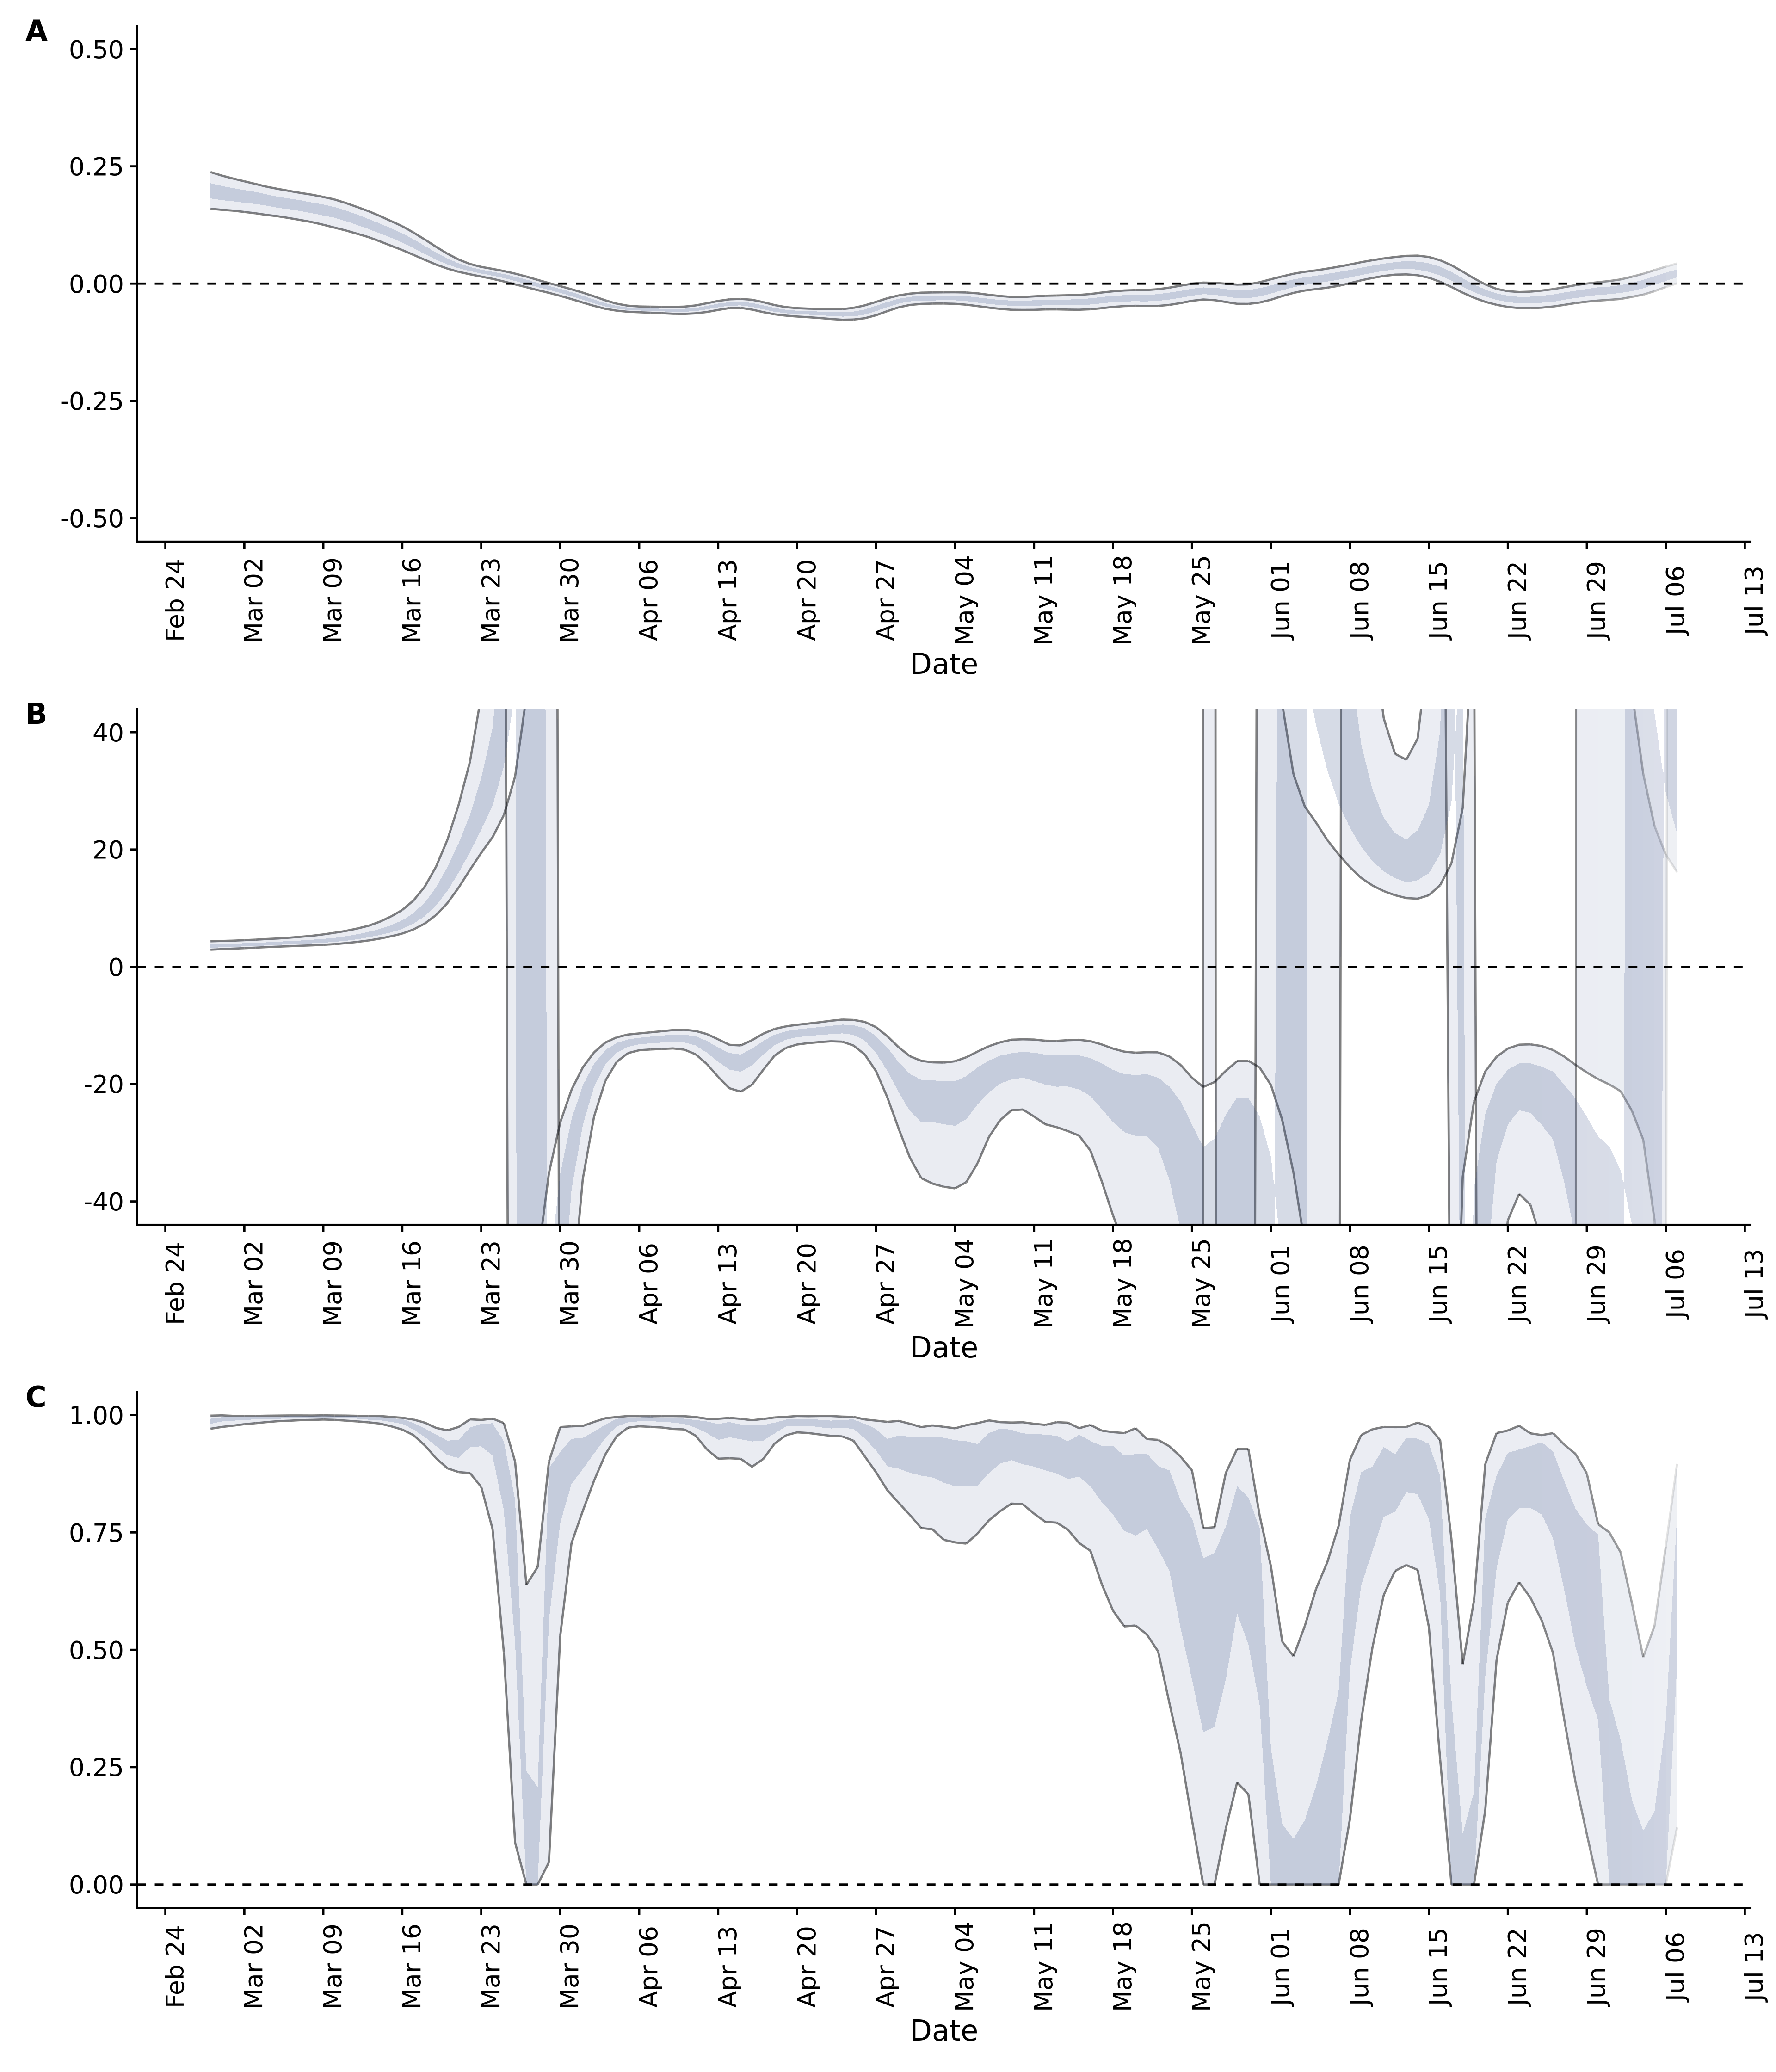 A
0.50
0.25
0.00
-0.25
-0.50
Feb 24
Mar 02
Mar 09
Mar 16
Mar 23
Mar 30
Apr 06
Apr 13
Apr 20
Apr 27
May 04
May 11
May 18
May 25
Jun 01
Jun 08
Jun 15
Jun 22
Jun 29
Jul 06
Jul 13
Date
B
40
20
0
-20
-40
Feb 24
Mar 02
Mar 09
Mar 16
Mar 23
Mar 30
Apr 06
Apr 13
Apr 20
Apr 27
May 04
May 11
May 18
May 25
Jun 01
Jun 08
Jun 15
Jun 22
Jun 29
Jul 06
Jul 13
Date
C
1.00
0.75
0.50
0.25
0.00
Feb 24
Mar 02
Mar 09
Mar 16
Mar 23
Mar 30
Apr 06
Apr 13
Apr 20
Apr 27
May 04
May 11
May 18
May 25
Jun 01
Jun 08
Jun 15
Jun 22
Jun 29
Jul 06
Jul 13
Date